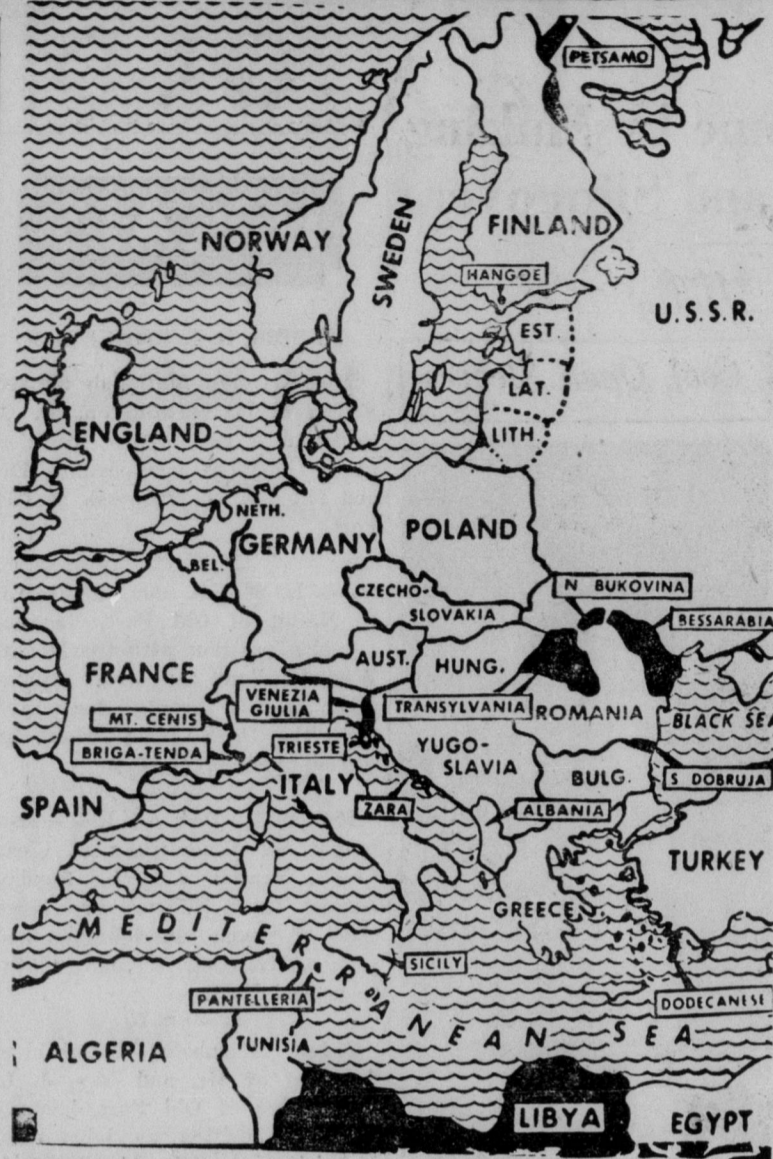 PETSAMO
NORWAY
SWEDEN
FINLAND
HANGOE
U.S.S.R.
EST.
LAT.
LITH.
ENGLAND
NETH.
GERMANY
POLAND
BEL.
CZECHO-
SLOVAKIA
N BUKOVINA
BESSARABIA
FRANCE
AUST.
HUNG.
VENEZIA
GIULIA
TRANSYLVANIA
ROMANIA
BLACK SEA
MT. CENIS
BRIGA-TENDA
TRIESTE
YUGO-
SLAVIA
BULG.
S DOBRUJA
SPAIN
ITALY
ZARA
ALBANIA
TURKEY
GREECE
MEDITERRANEAN SEA
SICILY
PANTELLERIA
DODECANESE
ALGERIA
TUNISIA
LIBYA
EGYPT